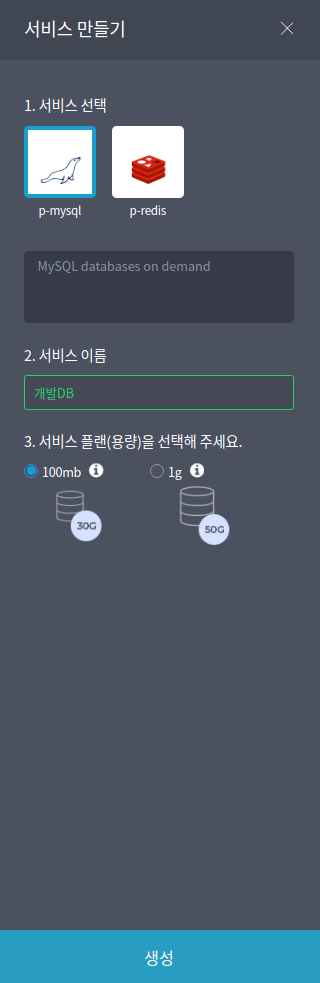 서비스 만들기
1. 서비스 선택
p-mysql
p-redis
MySQL databases on demand
2. 서비스 이름
개발DB
3. 서비스 플랜(용량)을 선택해 주세요.
100mb
1g
30G
50G
생성